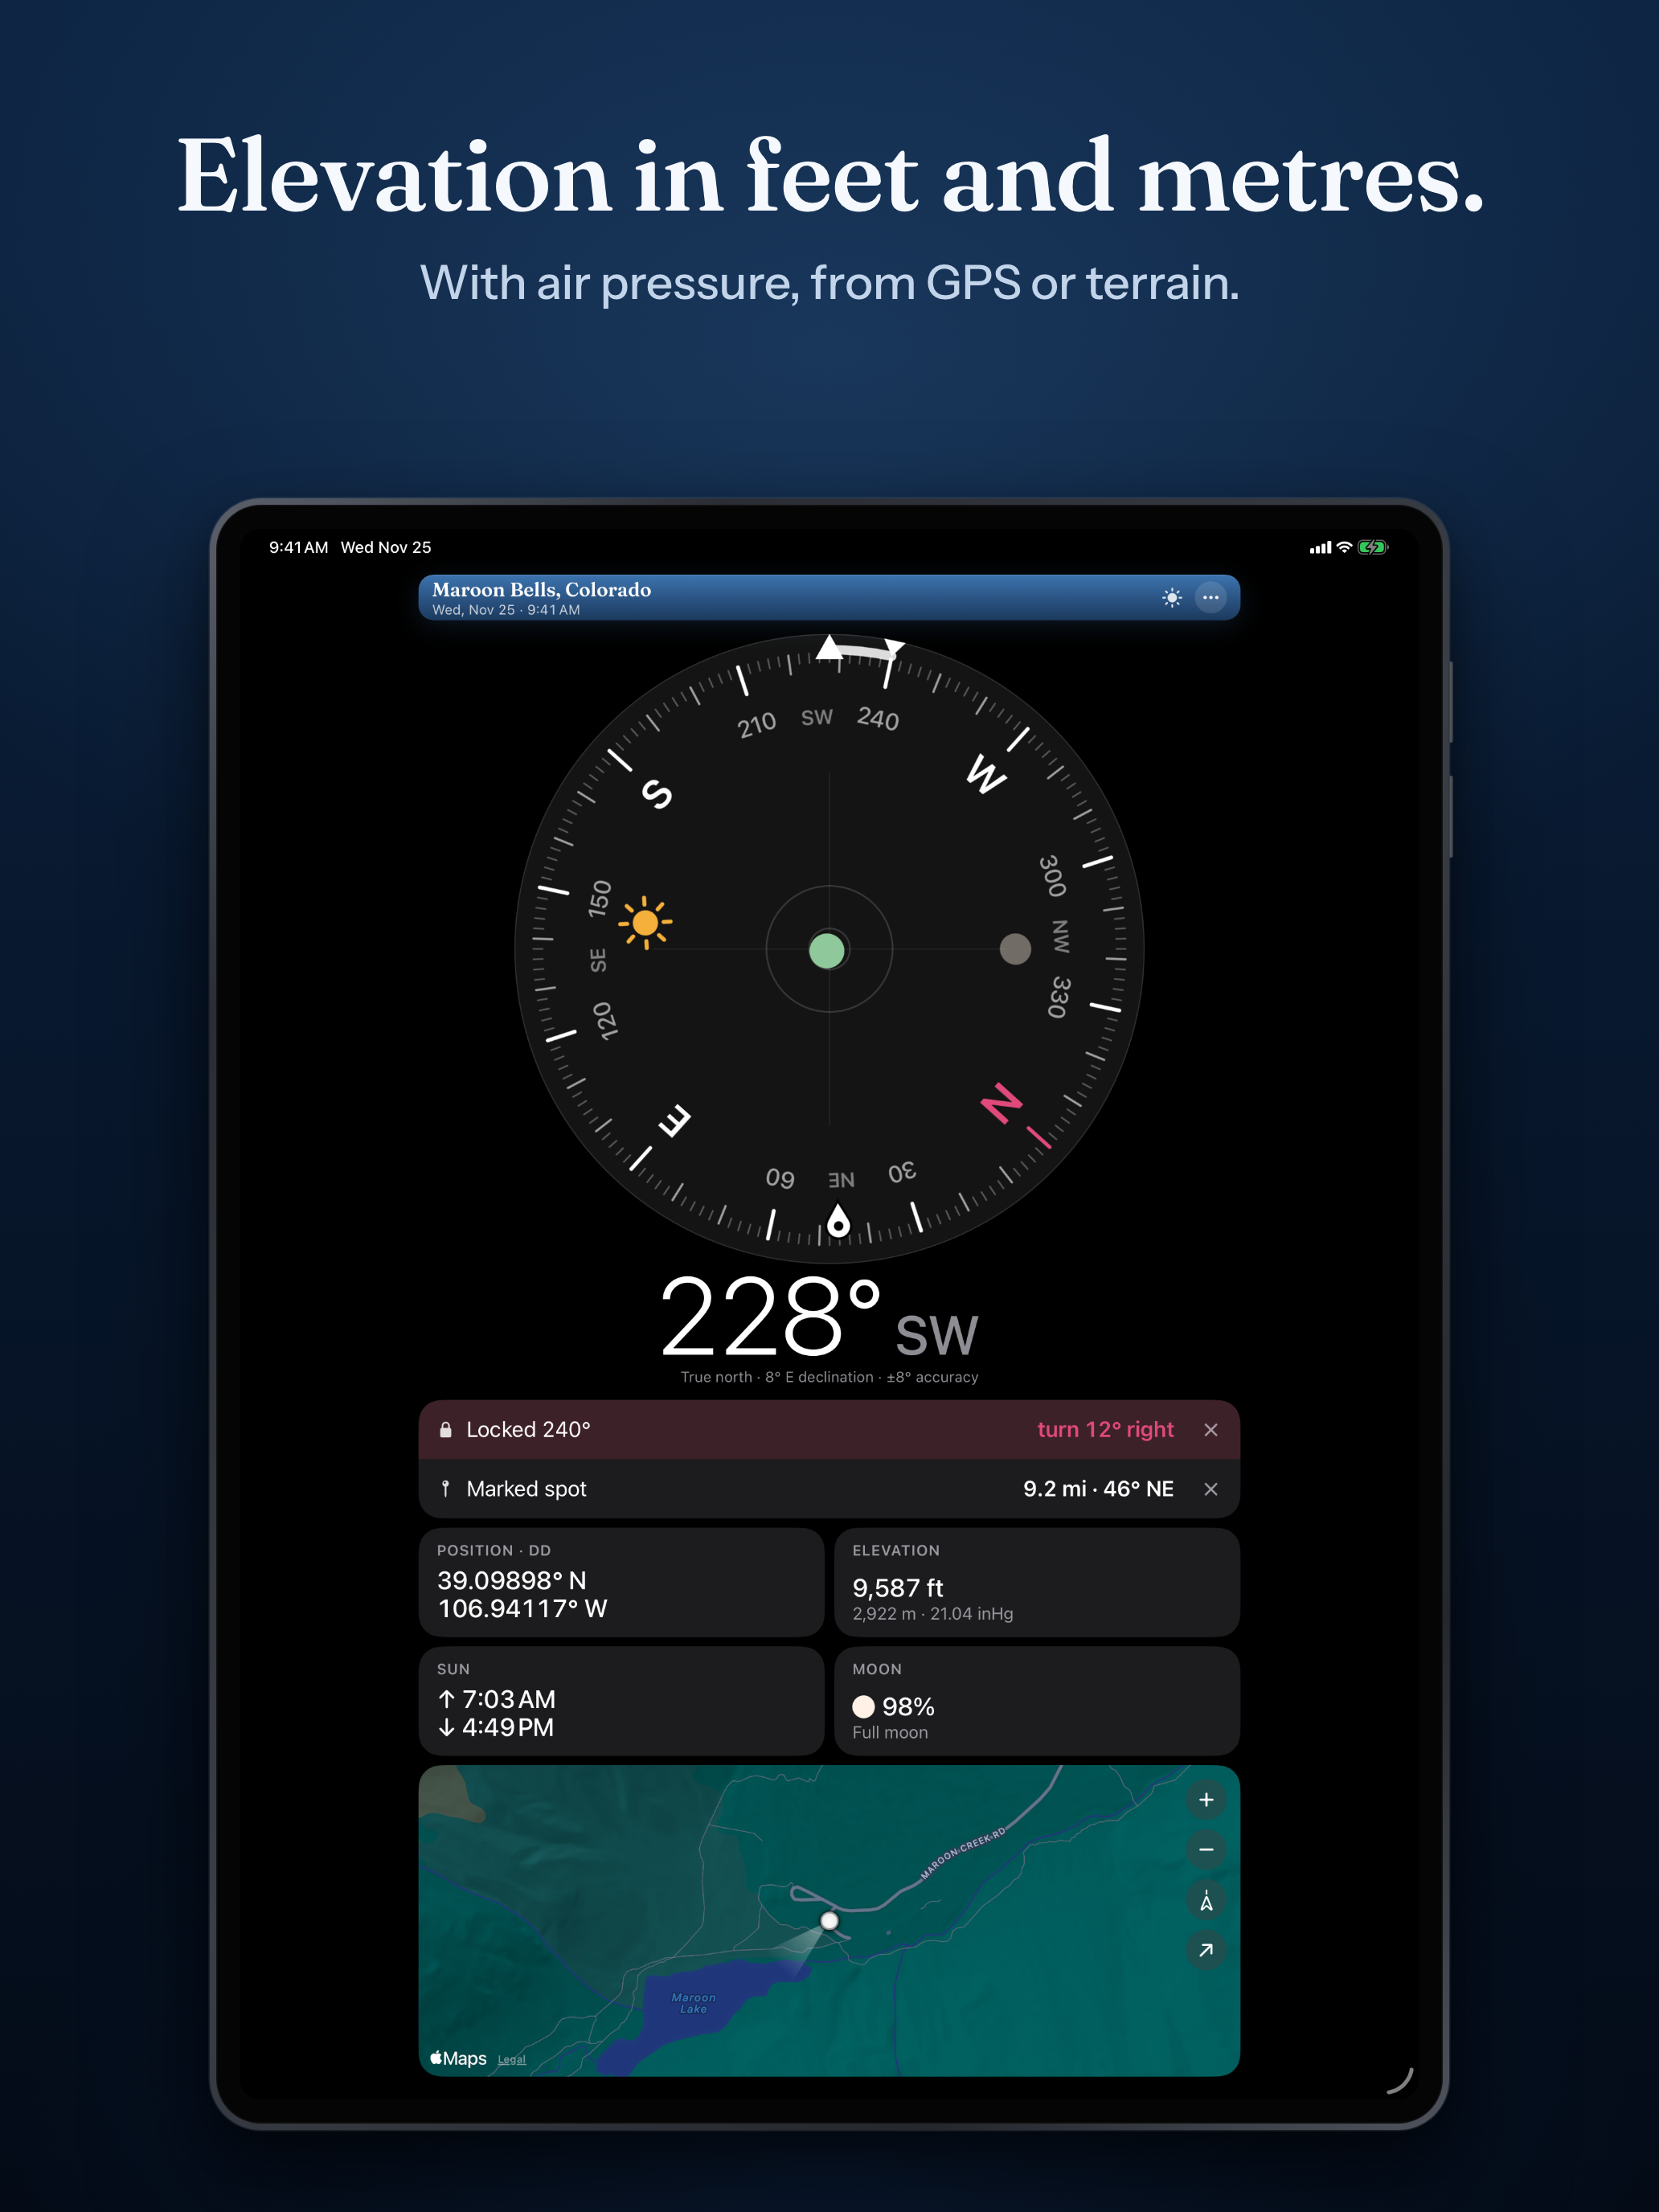 Elevation in feet and metres.
With air pressure, from GPS or terrain.
9:41 AM Wed Nov 25
Maroon Bells, Colorado
Wed, Nov 25 · 9:41 AM
210 SW 240
S W
150 300
SE NW
120 330
E N
60 NE 30
228° SW
True north · 8° E declination · ±8° accuracy
Locked 240° turn 12° right
Marked spot 9.2 mi · 46° NE
POSITION · DD
39.09898° N
106.94117° W
ELEVATION
9,587 ft
2,922 m · 21.04 inHg
SUN
↑ 7:03 AM
↓ 4:49 PM
MOON
98%
Full moon
MAROON CREEK RD
Maroon
Lake
Maps Legal